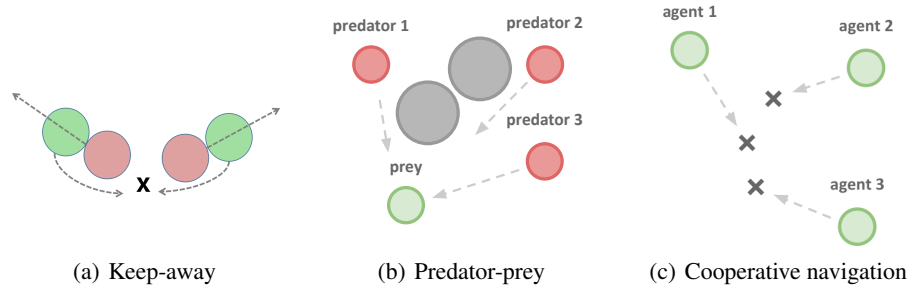 X
(a) Keep-away
predator 1
predator 2
predator 3
prey
(b) Predator-prey
agent 1
agent 2
agent 3
(c) Cooperative navigation